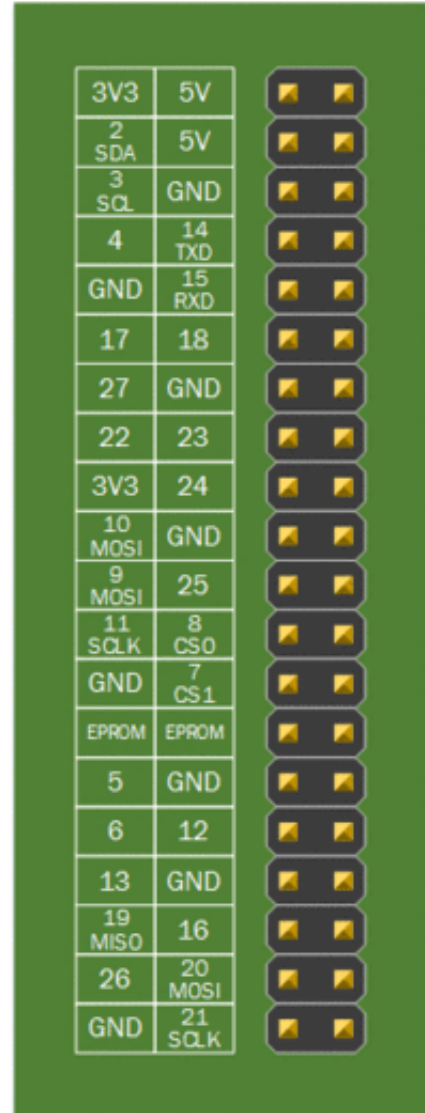 3V3 5V
2 SDA 5V
3 SCL GND
4 14 TXD
GND 15 RXD
17 18
27 GND
22 23
3V3 24
10 MOSI GND
9 MOSI 25
11 SCLK 8 CS0
GND 7 CS1
EPROM EPROM
5 GND
6 12
13 GND
19 MISO 16
26 20 MOSI
GND 21 SCLK